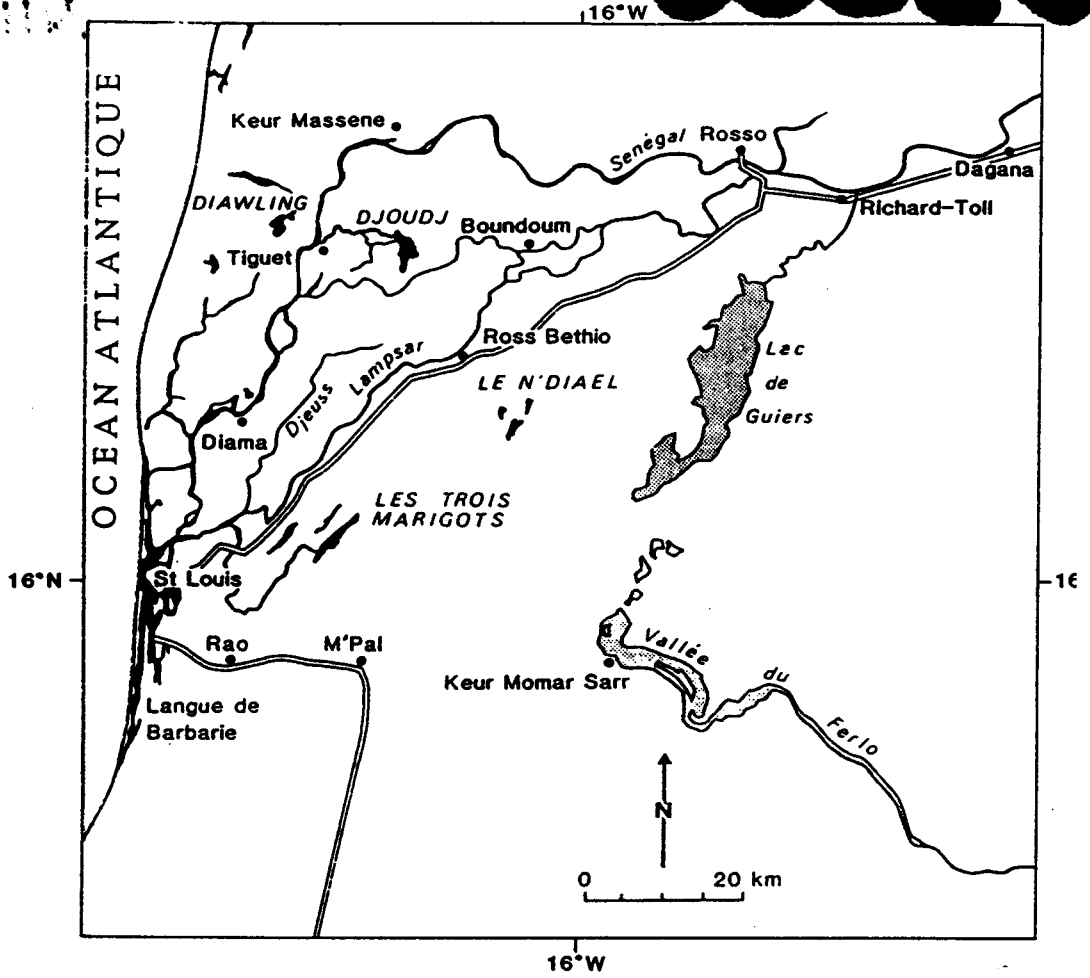 16°W
OCEAN ATLANTIQUE
Keur Massene
Senégal
Rosso
Dagana
DIAWLING
DJOUDJ
Boundoum
Richard-Toll
Tiguet
Ross Bethio
Lampsar
Lac
de
Guiers
LE N'DIAEL
Djeuss
Diama
LES TROIS
MARIGOTS
16°N
St Louis
16
Rao
M'Pal
Vallée
du
Ferlo
Keur Momar Sarr
Langue de
Barbarie
N
0 20 km
16°W